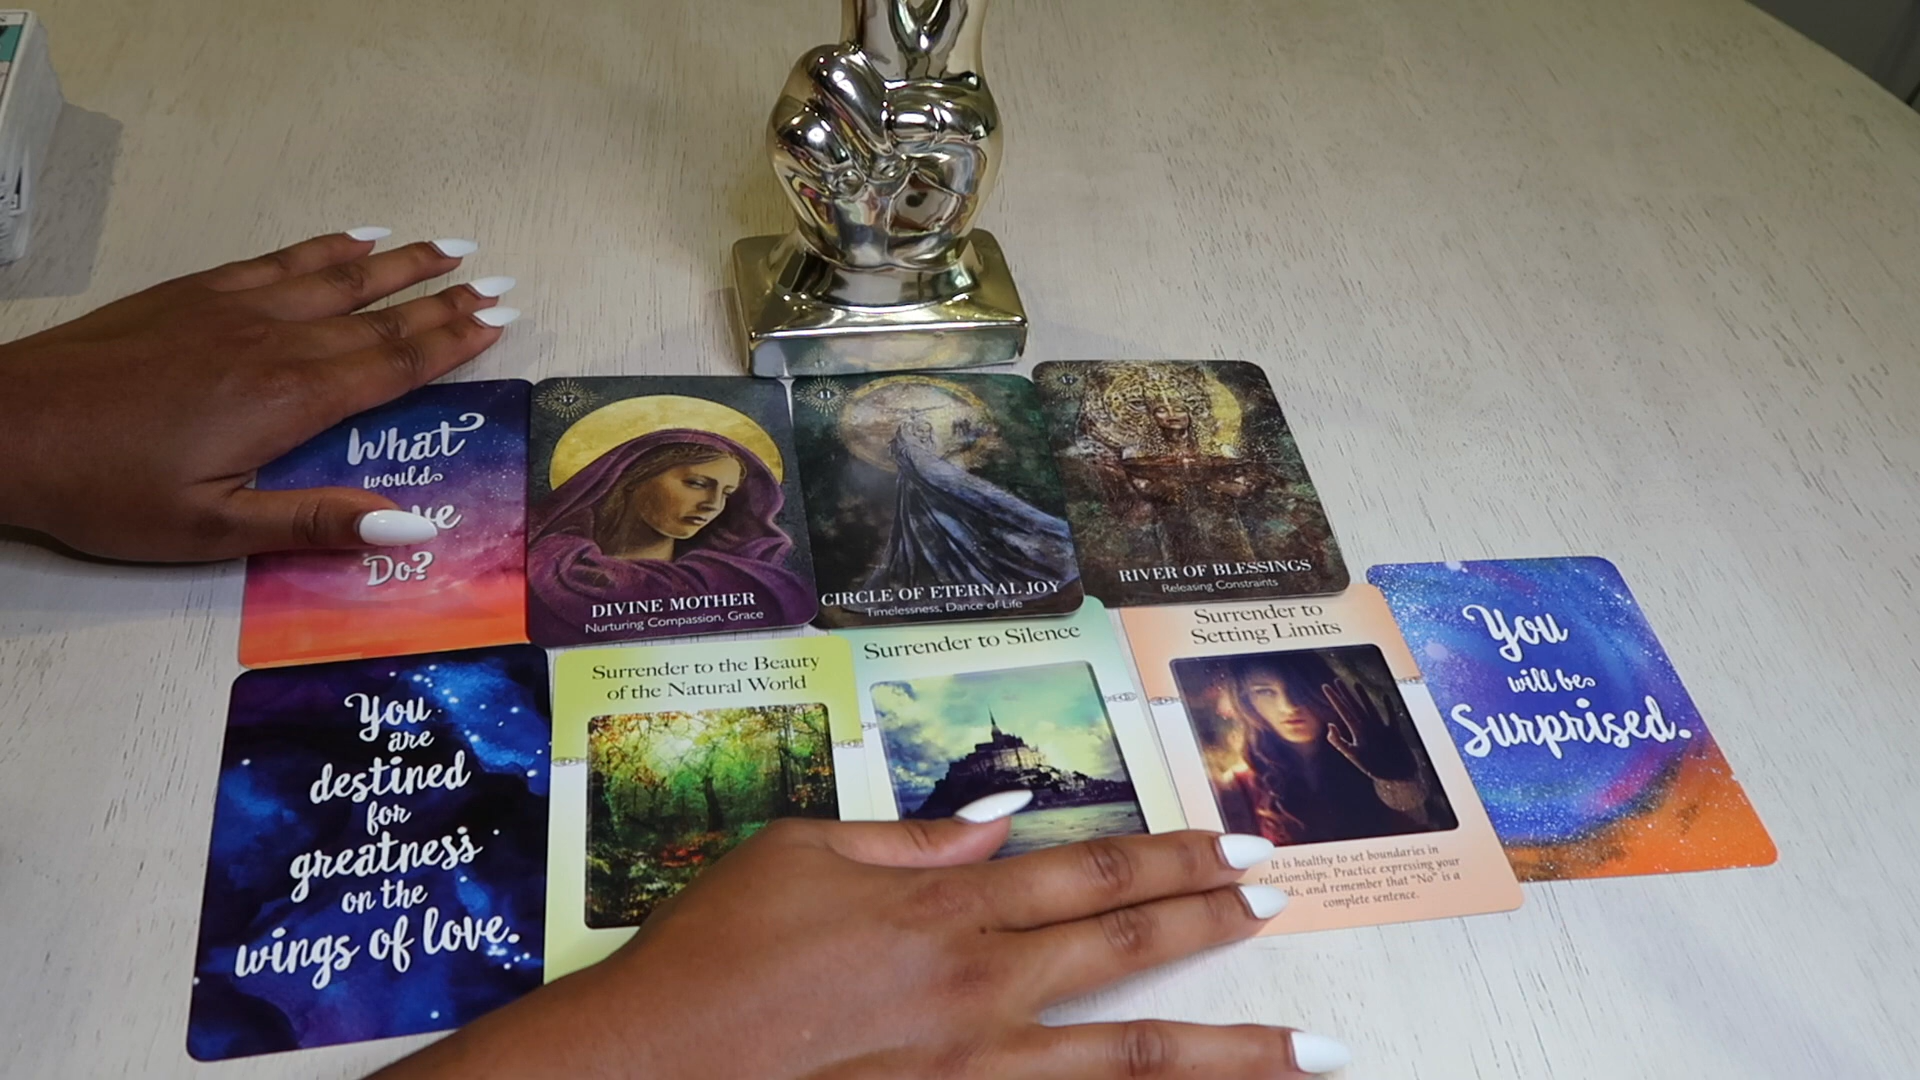 What
would
Do?
37
DIVINE MOTHER
Nurturing Compassion, Grace
41
CIRCLE OF ETERNAL JOY
Timelessness, Dance of Life
RIVER OF BLESSINGS
Releasing Constraints
You
are
destined
for
greatness
on the
wings of love.
Surrender to the Beauty
of the Natural World
Surrender to Silence
Surrender to
Setting Limits
It is healthy to set boundaries in
relationships. Practice expressing your
and remember that "No" is a
complete sentence.
You
will be
Surprised.